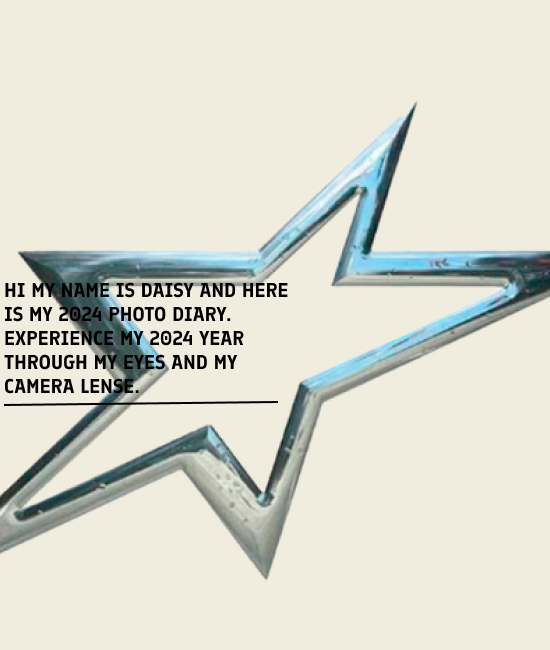 HI MY NAME IS DAISY AND HERE
IS MY 2024 PHOTO DIARY.
EXPERIENCE MY 2024 YEAR
THROUGH MY EYES AND MY
CAMERA LENSE.